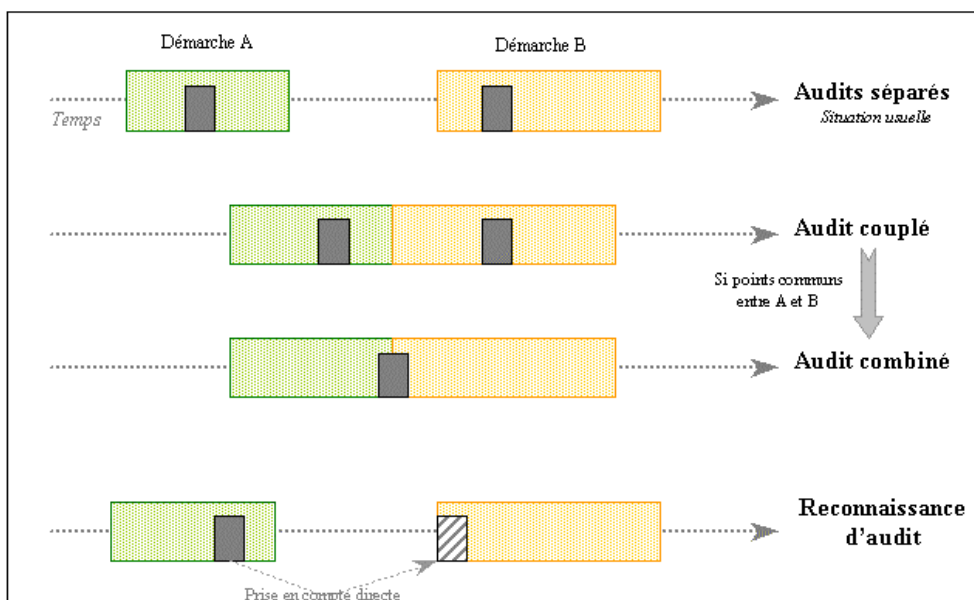 Démarche A
Démarche B
Temps
Audits séparés
Situation usuelle
Audit couplé
Si points communs
entre A et B
Audit combiné
Reconnaissance
d'audit
Prise en compte directe